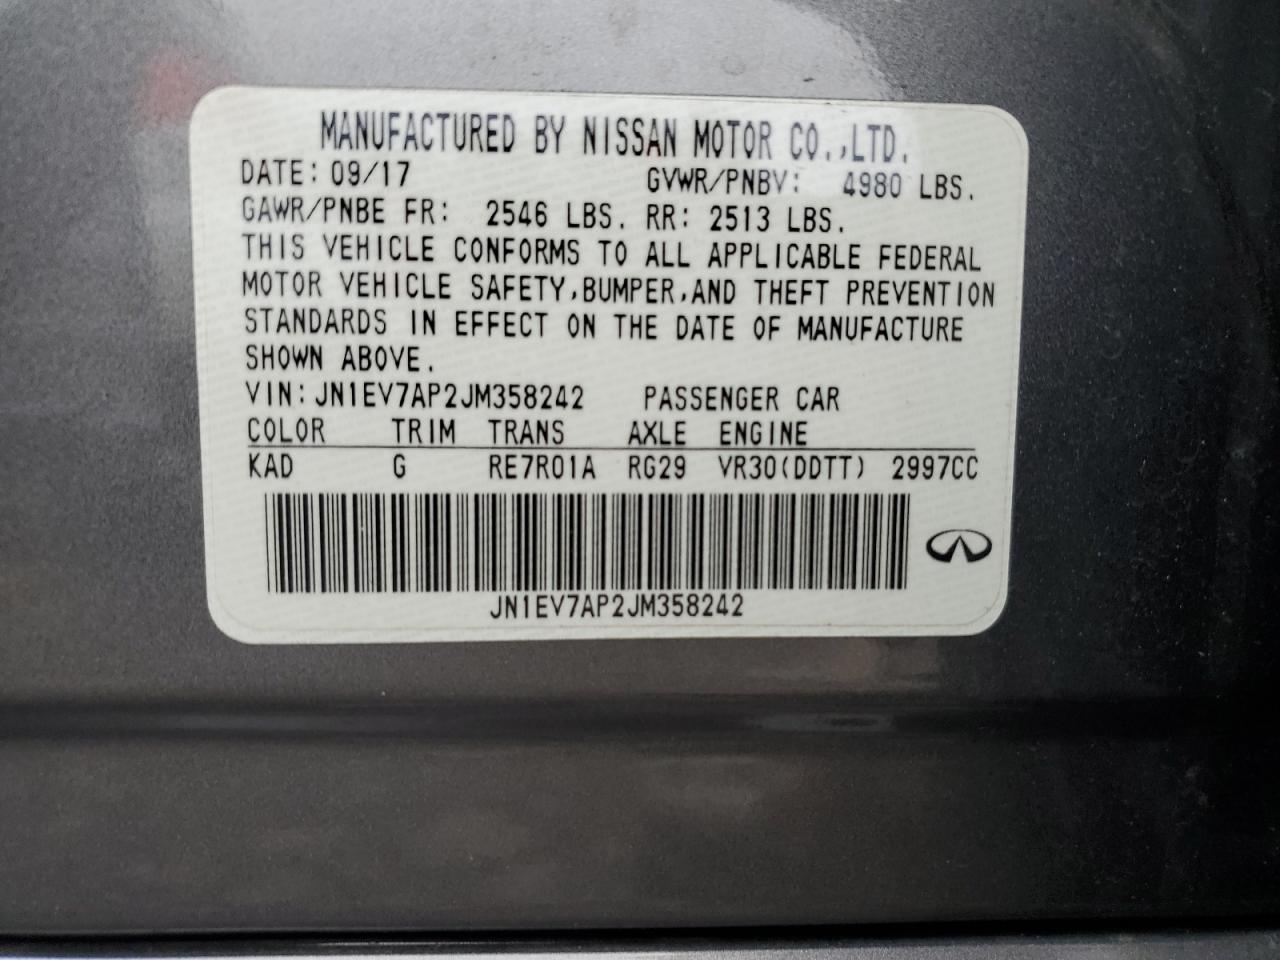 MANUFACTURED BY NISSAN MOTOR CO.,LTD.
DATE: 09/17 GVWR/PNBV: 4980 LBS.
GAWR/PNBE FR: 2546 LBS. RR: 2513 LBS.
THIS VEHICLE CONFORMS TO ALL APPLICABLE FEDERAL
MOTOR VEHICLE SAFETY,BUMPER,AND THEFT PREVENTION
STANDARDS IN EFFECT ON THE DATE OF MANUFACTURE
SHOWN ABOVE.
VIN:JN1EV7AP2JM358242 PASSENGER CAR
COLOR TRIM TRANS AXLE ENGINE
KAD G RE7R01A RG29 VR30(DDTT) 2997CC
JN1EV7AP2JM358242